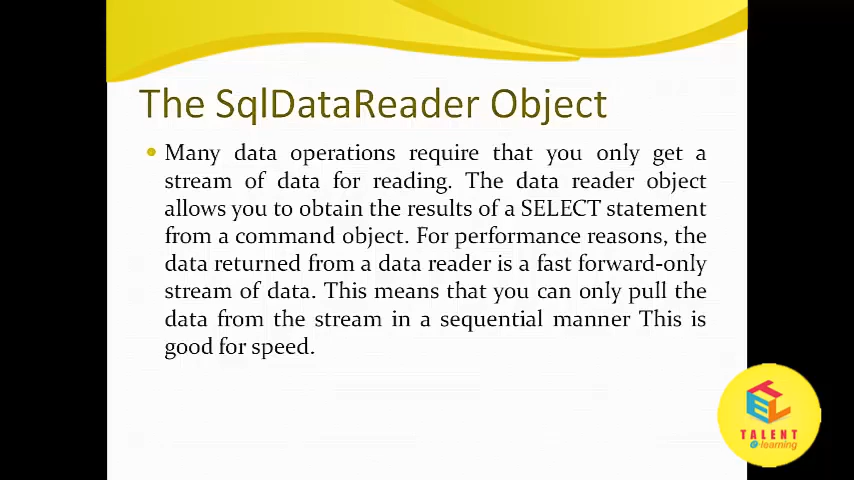 The SqlDataReader Object
Many data operations require that you only get a
stream of data for reading. The data reader object
allows you to obtain the results of a SELECT statement
from a command object. For performance reasons, the
data returned from a data reader is a fast forward-only
stream of data. This means that you can only pull the
data from the stream in a sequential manner This is
good for speed.
TEL
TALENT
e-learning